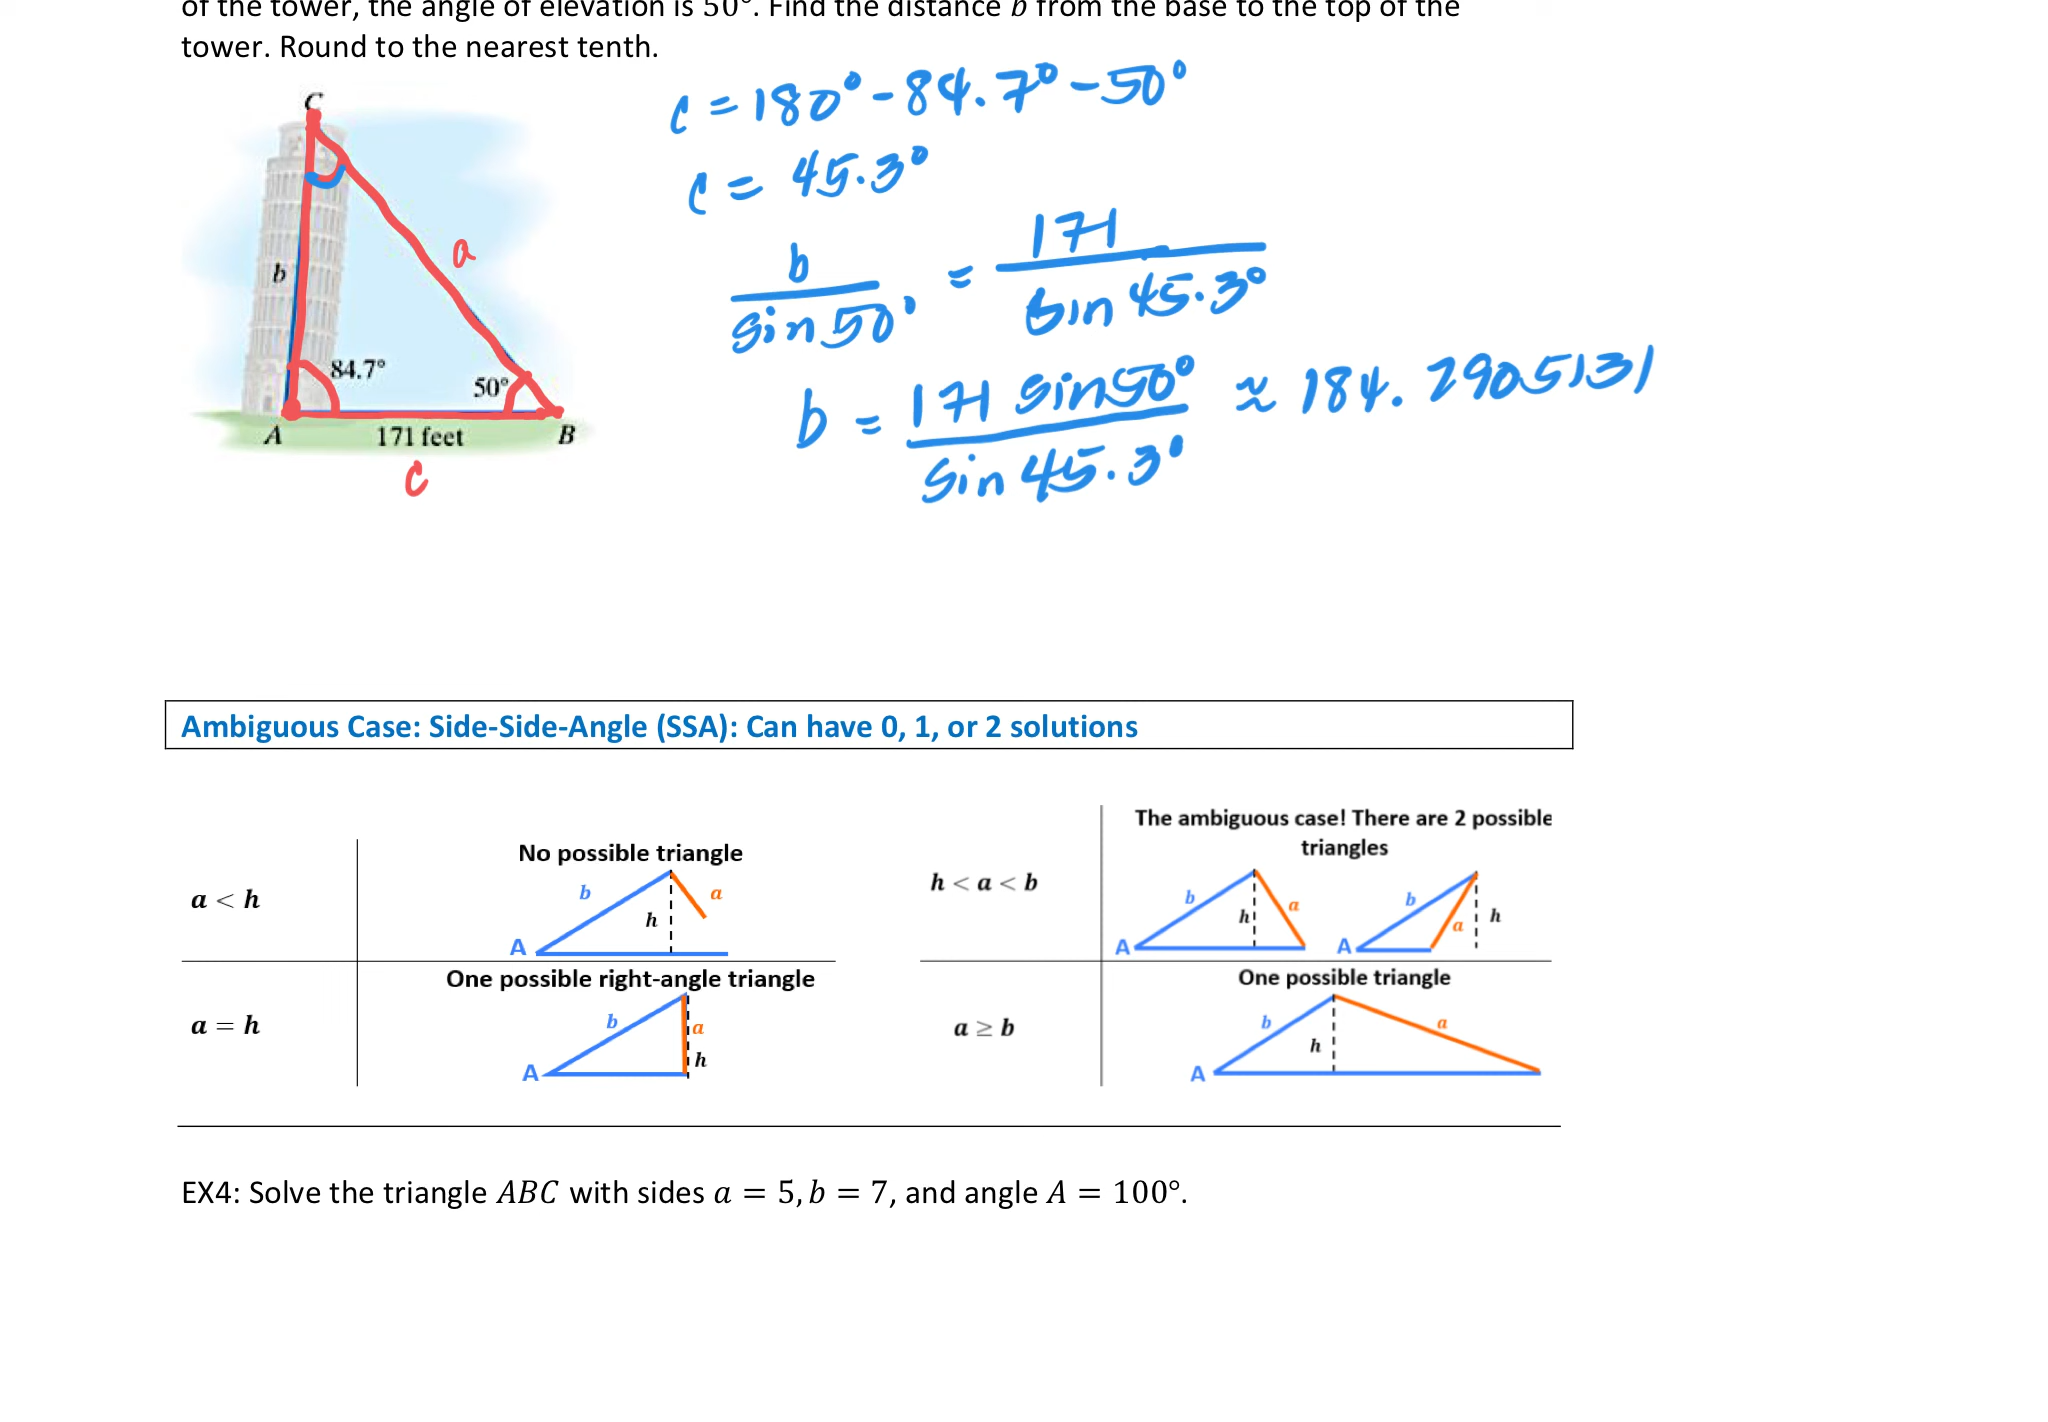 of the tower, the angle of elevation is 50°. Find the distance b from the base to the top of the
tower. Round to the nearest tenth.
C
b
a
84.7°
50°
A
171 feet
B
c
C = 180° - 84.7° - 50°
C = 45.3°
b / sin 50° = 171 / sin 45.3°
b = 171 sin 50° / sin 45.3° ≈ 184.2905131
Ambiguous Case: Side-Side-Angle (SSA): Can have 0, 1, or 2 solutions
a < h
No possible triangle
b
a
h
A
h < a < b
The ambiguous case! There are 2 possible
triangles
b
h
a
A
b
a
h
A
a = h
One possible right-angle triangle
b
a
h
A
a ≥ b
One possible triangle
b
a
h
A
EX4: Solve the triangle ABC with sides a = 5, b = 7, and angle A = 100°.